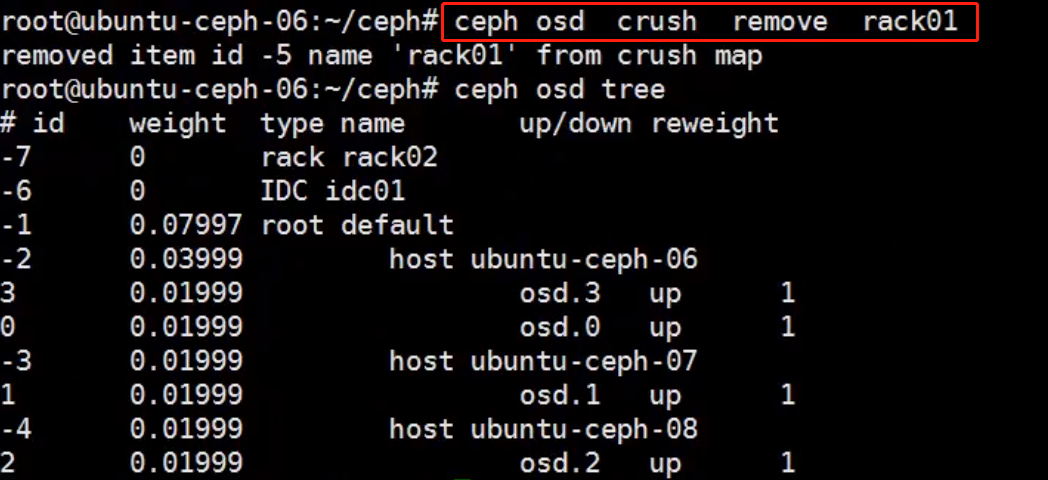 root@ubuntu-ceph-06:~/ceph# ceph osd  crush  remove  rack01
removed item id -5 name 'rack01' from crush map
root@ubuntu-ceph-06:~/ceph# ceph osd tree
# id    weight  type name       up/down reweight
-7      0       rack rack02
-6      0       IDC idc01
-1      0.07997 root default
-2      0.03999         host ubuntu-ceph-06
3       0.01999                 osd.3   up      1
0       0.01999                 osd.0   up      1
-3      0.01999         host ubuntu-ceph-07
1       0.01999                 osd.1   up      1
-4      0.01999         host ubuntu-ceph-08
2       0.01999                 osd.2   up      1